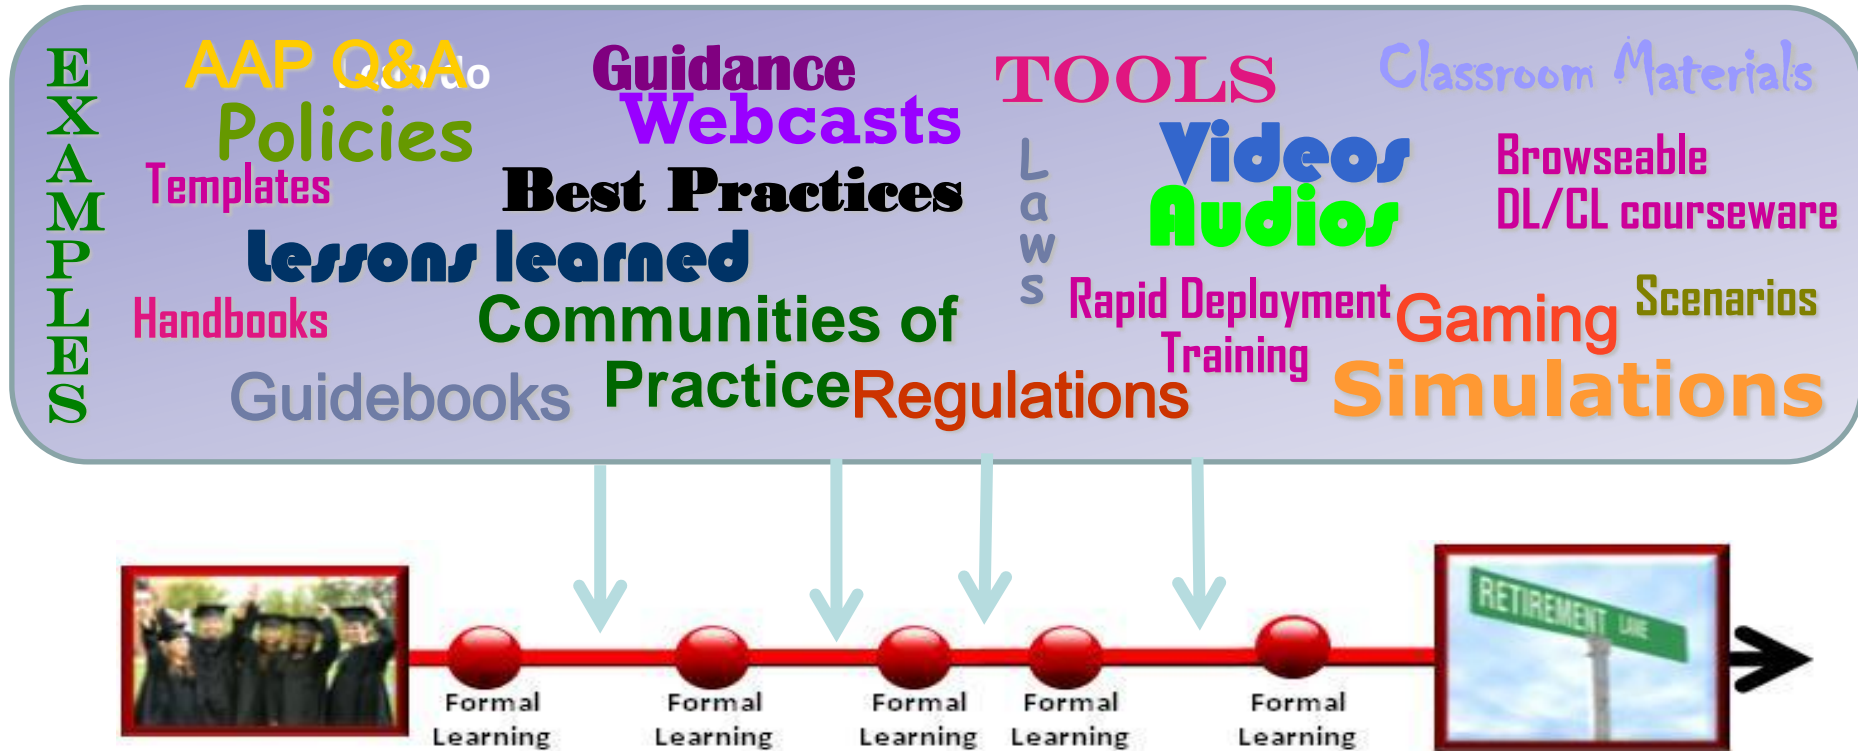 EXAMPLES
AAP Q&A
Guidance
Webcasts
TOOLS
Classroom Materials
Policies
Templates
Best Practices
Laws
Videos
Audios
Browseable
DL/CL courseware
Lessons learned
Handbooks
Communities of
Practice
Rapid Deployment
Training
Gaming
Scenarios
Guidebooks
Regulations
Simulations
RETIREMENT LANE
Formal
Learning
Formal
Learning
Formal
Learning
Formal
Learning
Formal
Learning